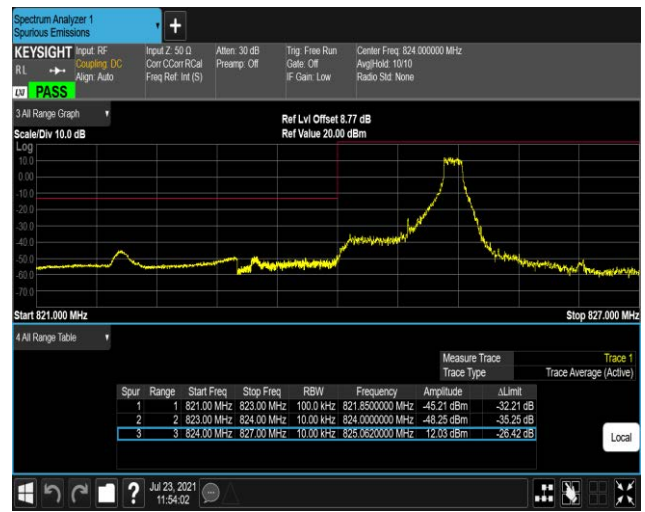 Spectrum Analyzer 1
Spurious Emissions
+
KEYSIGHT Input: RF Input Z: 50 Ω Atten: 30 dB Trig: Free Run Center Freq: 824.000000 MHz
RL Coupling: DC Corr CCorr RCal Preamp: Off Gate: Off Avg|Hold: 10/10
Align: Auto Freq Ref: Int (S) IF Gain: Low Radio Std: None
LXI PASS
3 All Range Graph
Ref Lvl Offset 8.77 dB
Scale/Div 10.0 dB Ref Value 20.00 dBm
Log
10.0
0.00
-10.0
-20.0
-30.0
-40.0
-50.0
-60.0
-70.0
Start 821.000 MHz Stop 827.000 MHz
4 All Range Table
Measure Trace Trace 1
Trace Type Trace Average (Active)
Spur Range Start Freq Stop Freq RBW Frequency Amplitude ΔLimit
1 1 821.00 MHz 823.00 MHz 100.0 kHz 821.8500000 MHz -45.21 dBm -32.21 dB
2 2 823.00 MHz 824.00 MHz 10.00 kHz 824.0000000 MHz -48.25 dBm -35.25 dB
3 3 824.00 MHz 827.00 MHz 10.00 kHz 825.0620000 MHz 12.03 dBm -26.42 dB
Local
? Jul 23, 2021
11:54:02